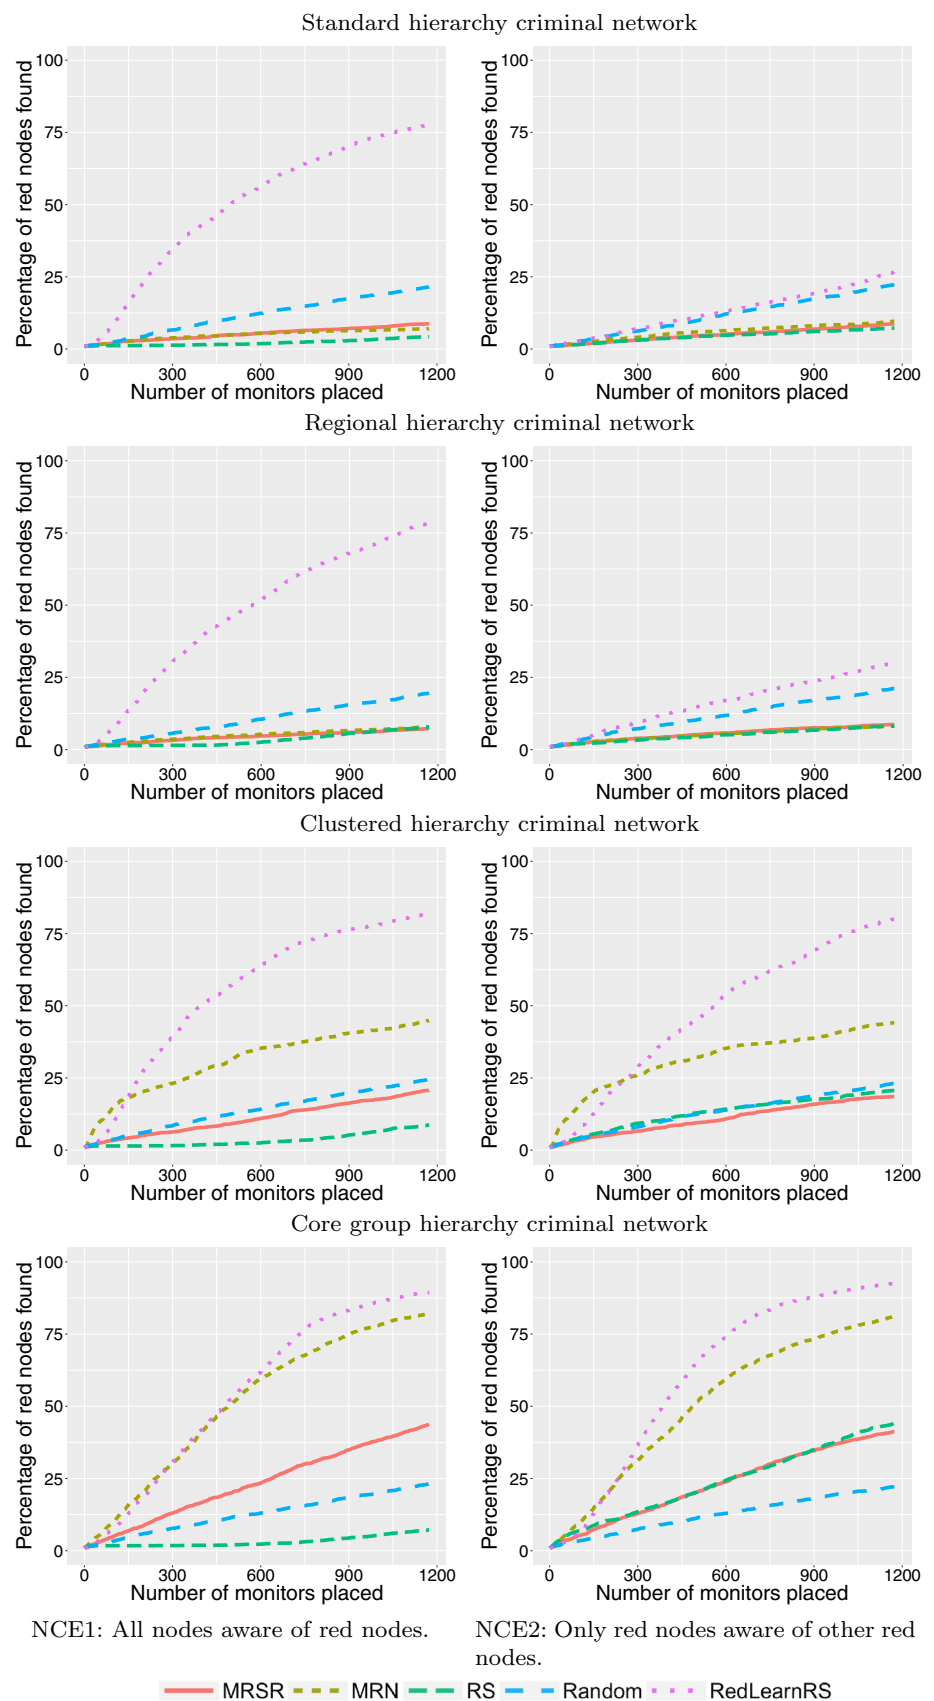 Standard hierarchy criminal network
Percentage of red nodes found
100
75
50
25
0
0 300 600 900 1200
Number of monitors placed
Percentage of red nodes found
100
75
50
25
0
0 300 600 900 1200
Number of monitors placed
Regional hierarchy criminal network
Percentage of red nodes found
100
75
50
25
0
0 300 600 900 1200
Number of monitors placed
Percentage of red nodes found
100
75
50
25
0
0 300 600 900 1200
Number of monitors placed
Clustered hierarchy criminal network
Percentage of red nodes found
100
75
50
25
0
0 300 600 900 1200
Number of monitors placed
Percentage of red nodes found
100
75
50
25
0
0 300 600 900 1200
Number of monitors placed
Core group hierarchy criminal network
Percentage of red nodes found
100
75
50
25
0
0 300 600 900 1200
Number of monitors placed
Percentage of red nodes found
100
75
50
25
0
0 300 600 900 1200
Number of monitors placed
NCE1: All nodes aware of red nodes.
NCE2: Only red nodes aware of other red
nodes.
MRSR MRN RS Random RedLearnRS